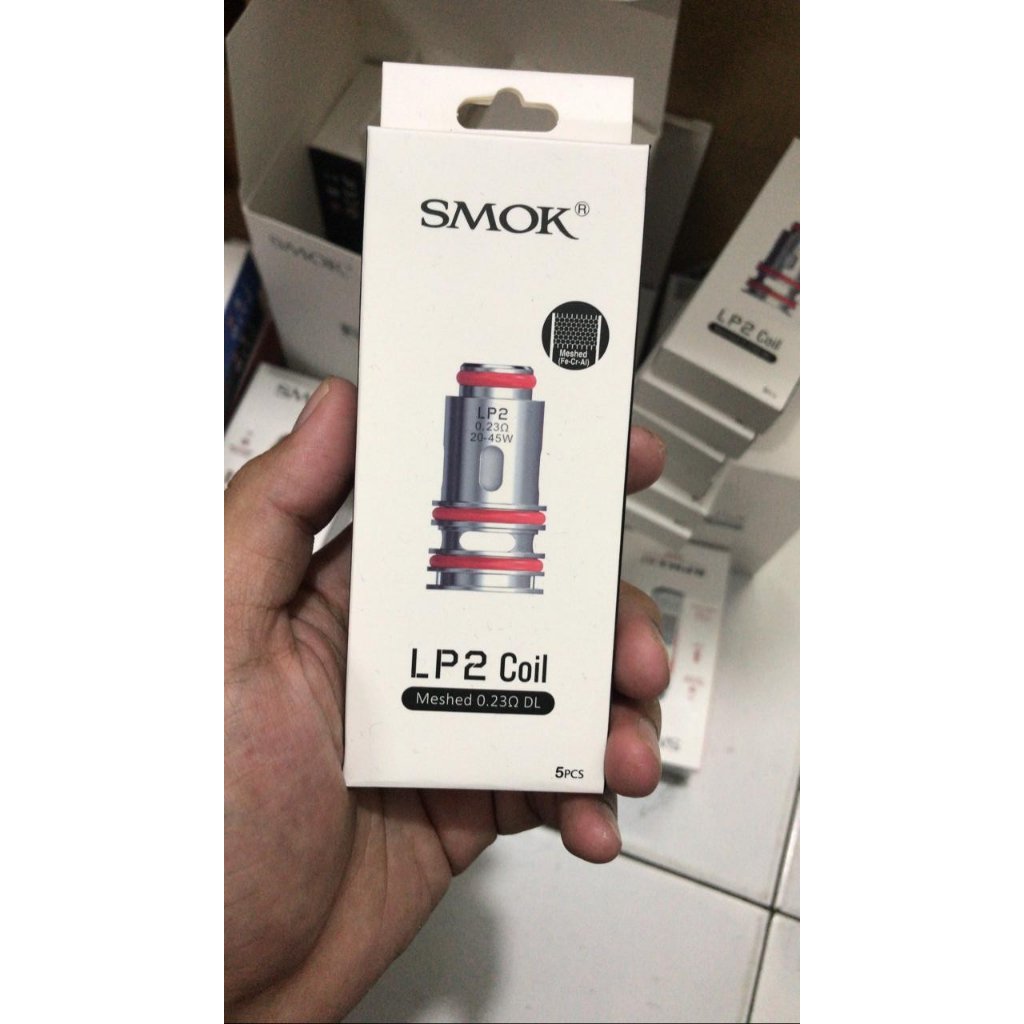 SMOK®
Meshed
(Fe-Cr-Al)
LP2
0.23Ω
20-45W
LP2 Coil
Meshed 0.23Ω DL
5PCS
SMOK
LP2 Coil